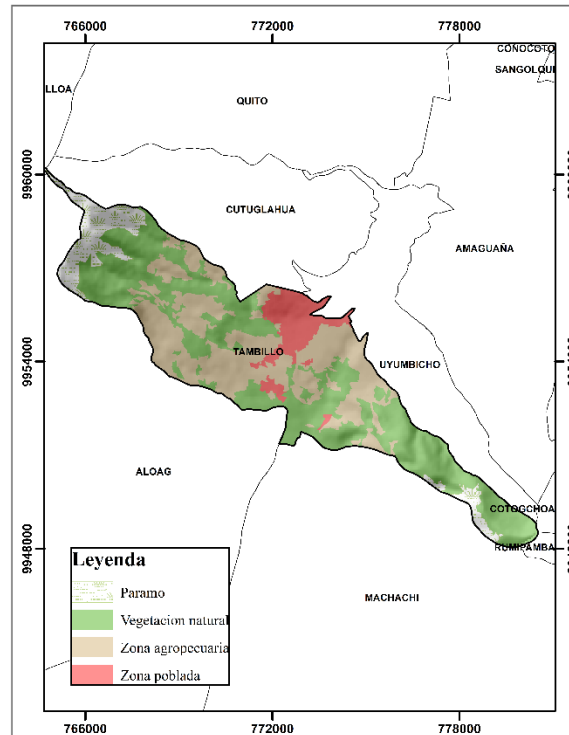 766000 772000 778000
CONOCOTO
SANGOLQUI
LLOA
QUITO
9960000
CUTUGLAHUA
AMAGUAÑA
9954000
TAMBILLO
UYUMBICHO
ALOAG
COTOGCHOA
9948000
RUMIPAMBA
Leyenda
Paramo
Vegetacion natural
Zona agropecuaria
Zona poblada
MACHACHI
766000 772000 778000